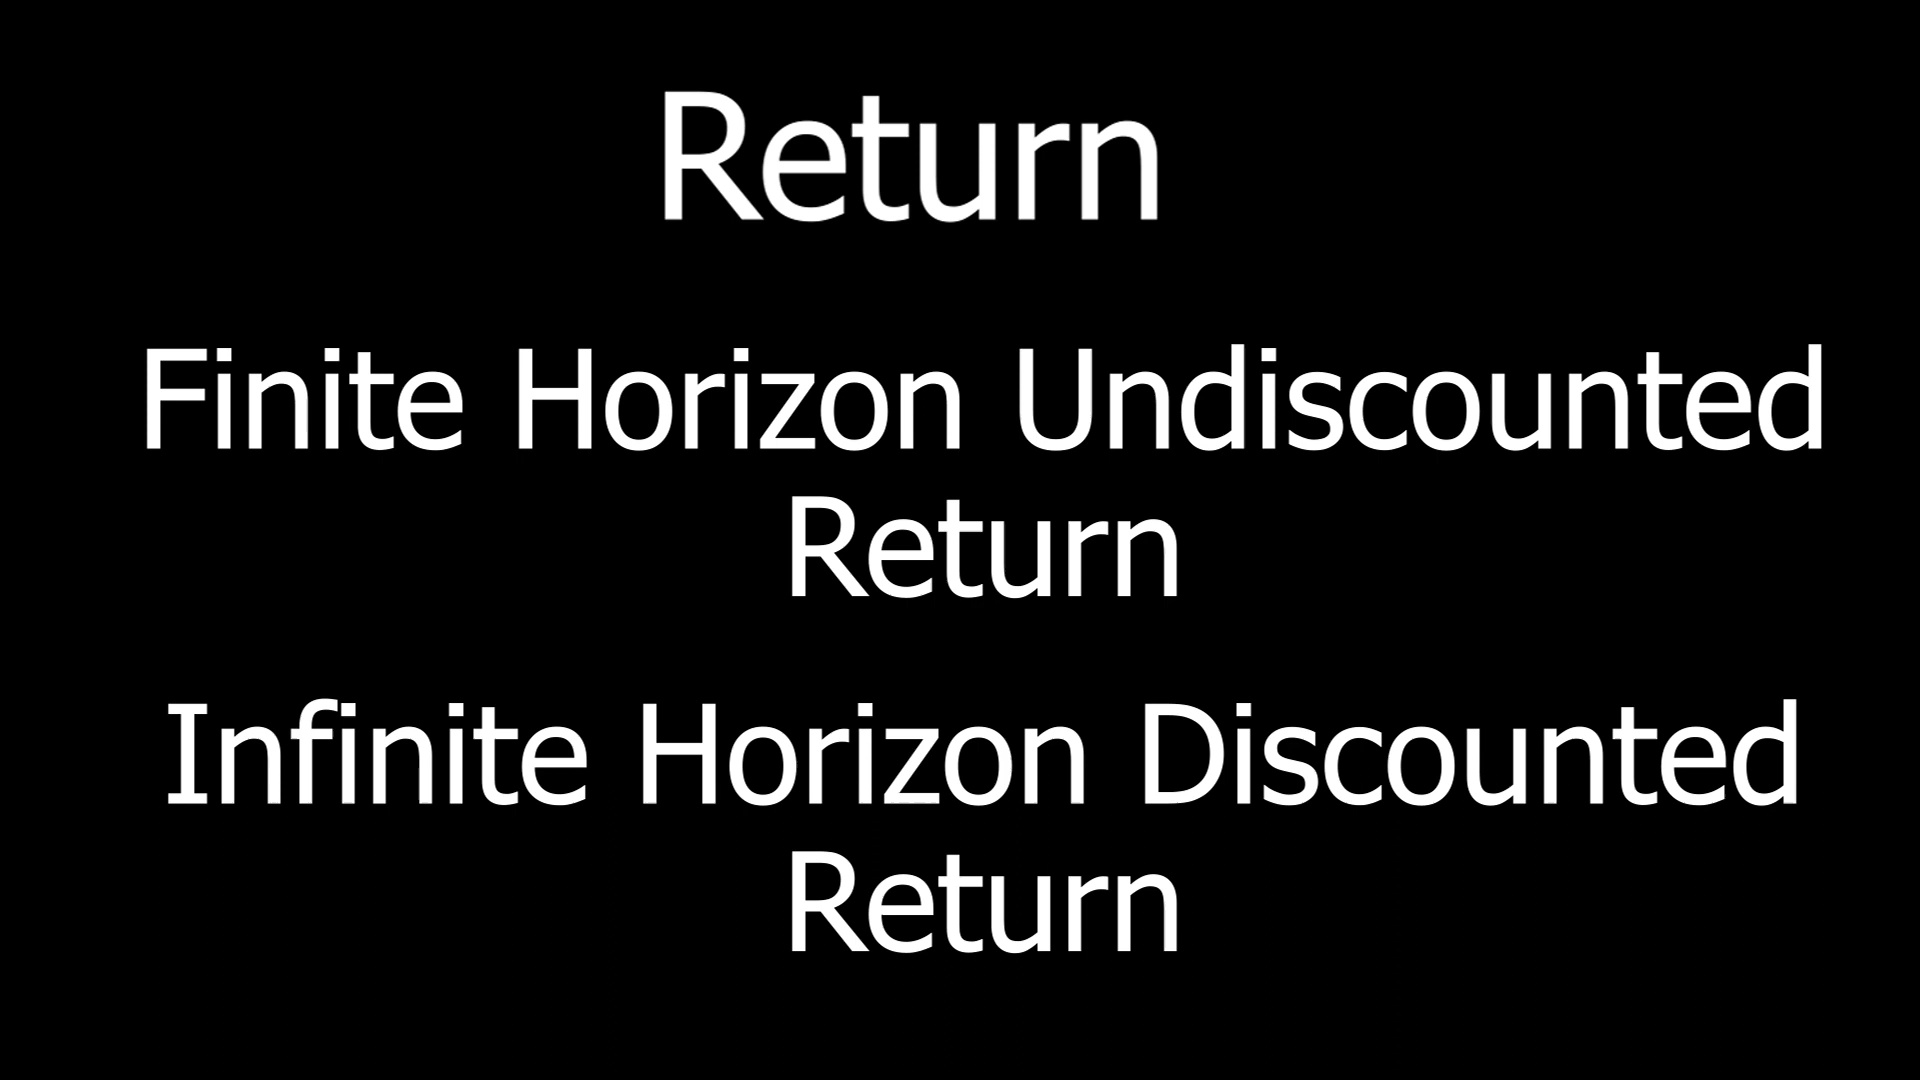 Return
Finite Horizon Undiscounted
Return
Infinite Horizon Discounted
Return